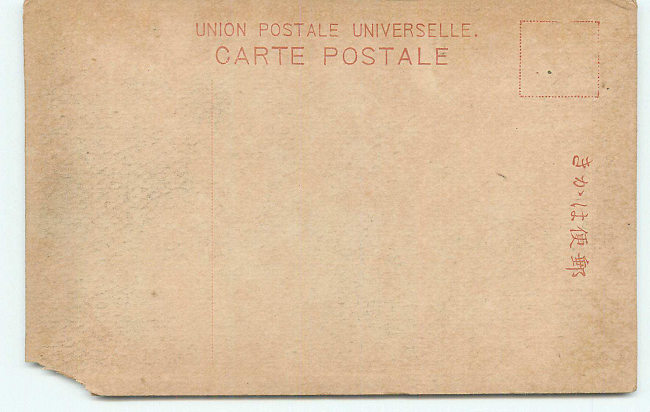 UNION POSTALE UNIVERSELLE.
CARTE POSTALE
郵便はかき